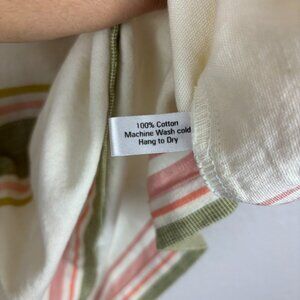 100% Cotton
Machine Wash cold
Hang to Dry